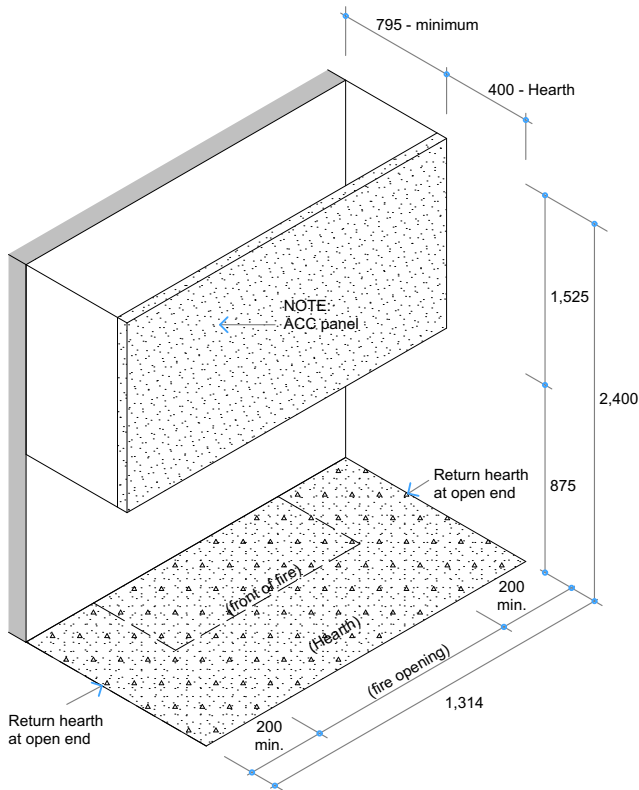 795 - minimum
400 - Hearth
NOTE:
ACC panel
1,525
2,400
875
Return hearth
at open end
(front of fire)
200
min.
(Hearth)
(fire opening)
1,314
Return hearth
at open end
200
min.